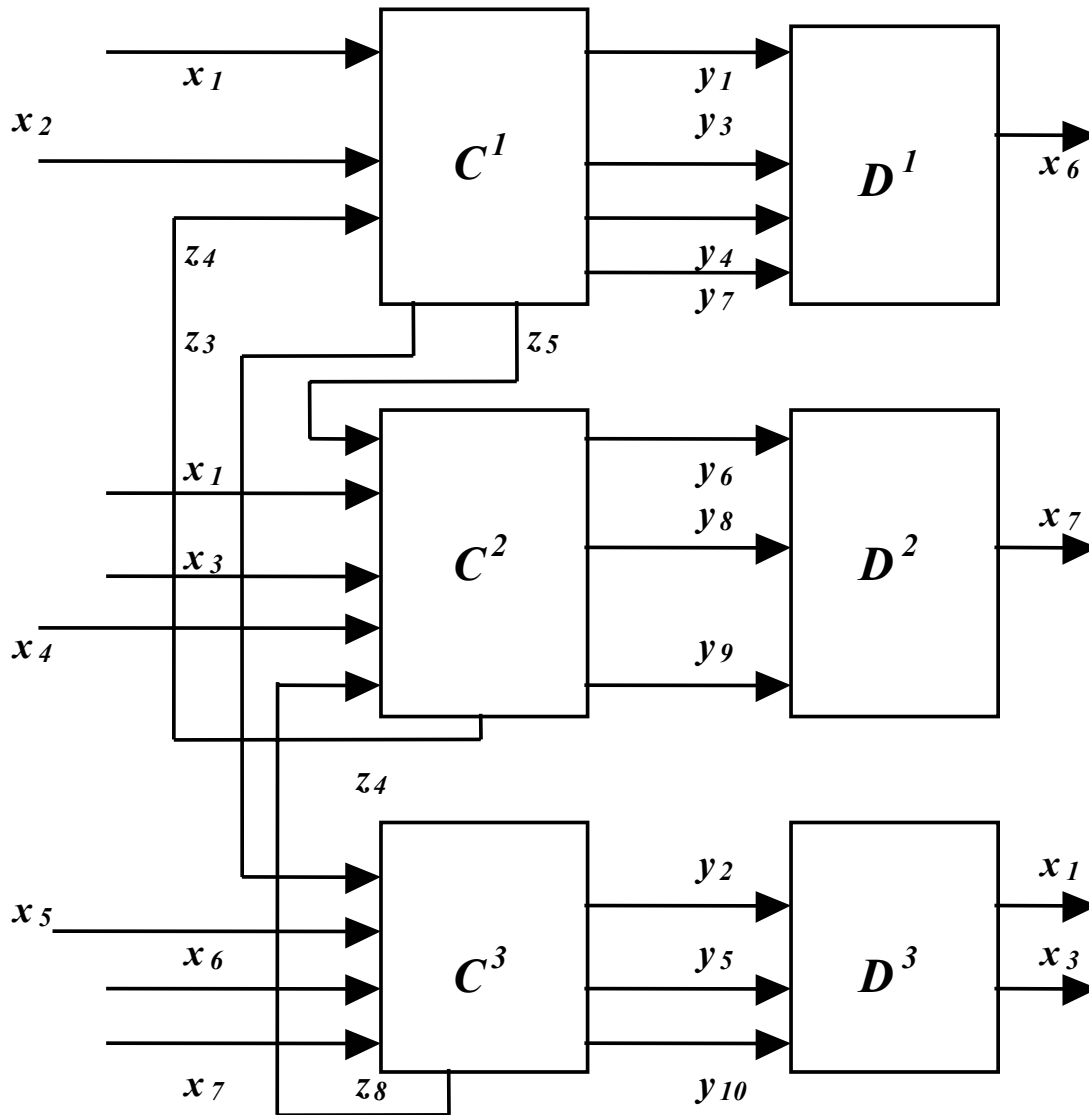 x₁ y₁
x₂ y₃
C¹ D¹ x₆
z₄ y₄
y₇
z₃ z₅
x₁ y₆
y₈ x₇
x₃ C² D²
x₄ y₉
z₄
y₂ x₁
x₅
x₆ C³ y₅ D³ x₃
x₇ z₈ y₁₀